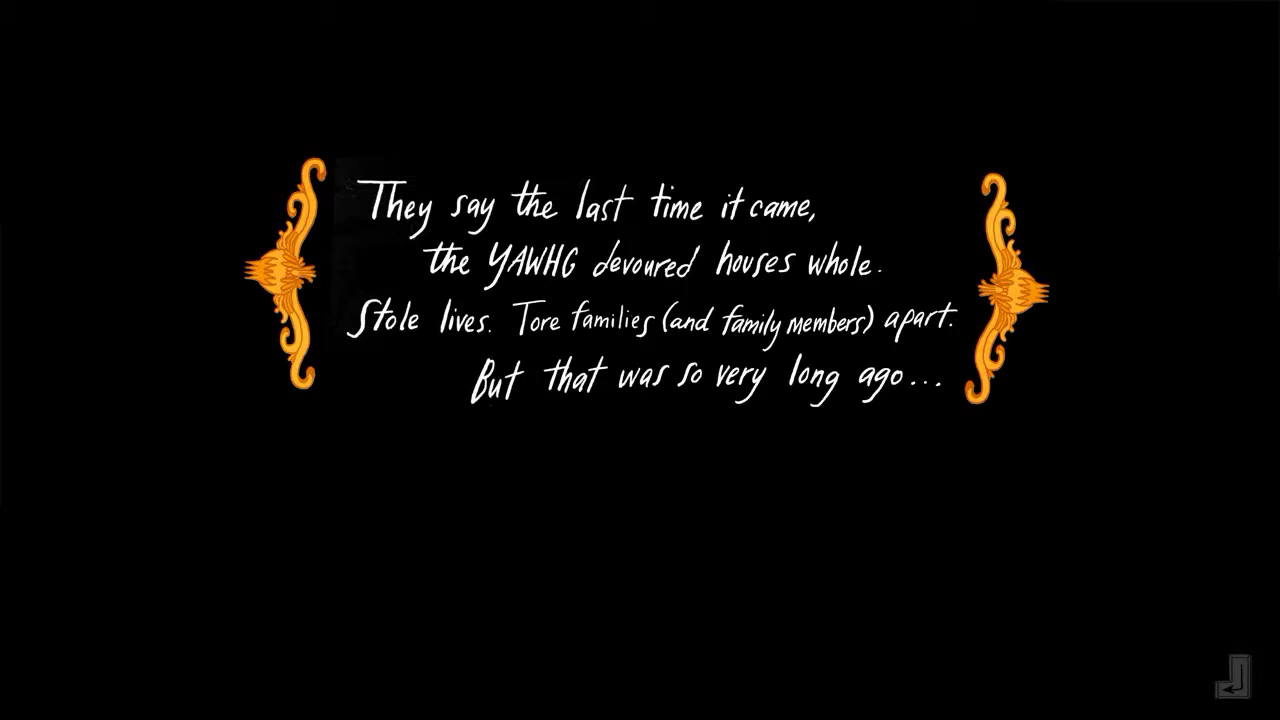 They say the last time it came,
the YAWHG devoured houses whole.
Stole lives. Tore families (and family members) apart.
But that was so very long ago...